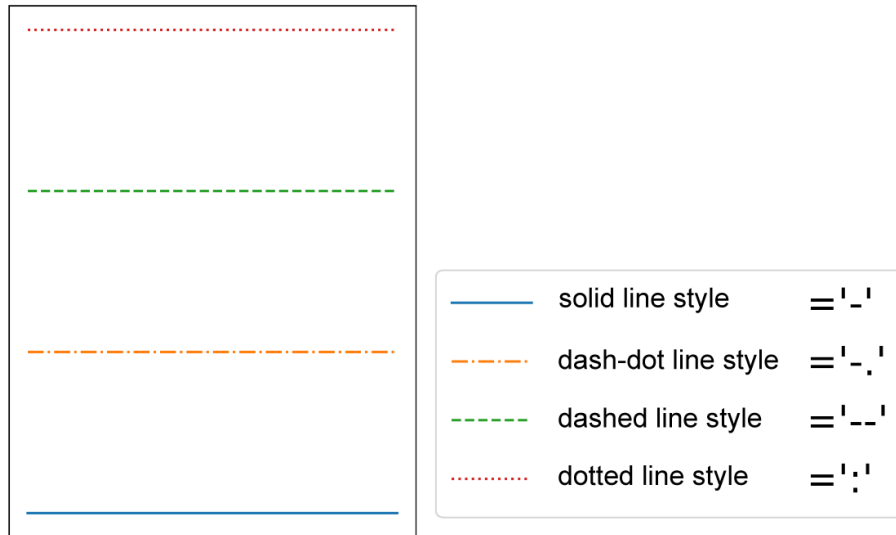 solid line style ='-'
dash-dot line style ='-.'
dashed line style ='--'
dotted line style =':'